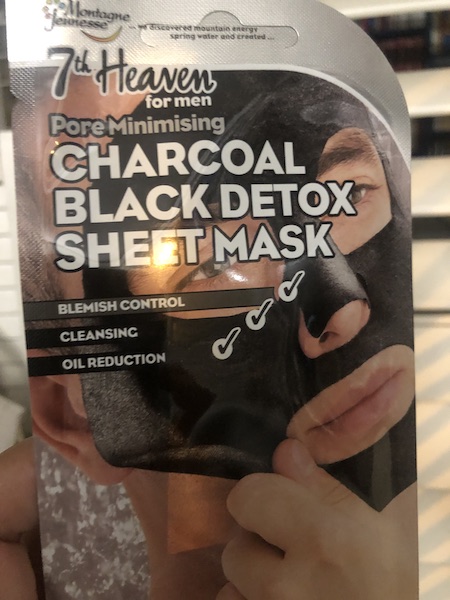 Montagne
Jeunesse
... we discovered mountain energy
spring water and created ...
7th Heaven
for men
Pore Minimising
CHARCOAL
BLACK DETOX
SHEET MASK
BLEMISH CONTROL
CLEANSING
OIL REDUCTION